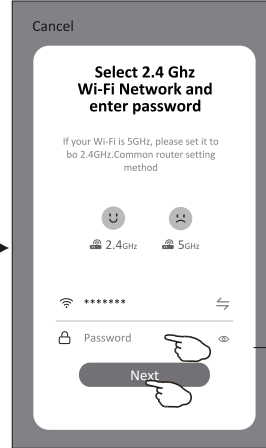 Cancel
Select 2.4 Ghz
Wi-Fi Network and
enter password
If your Wi-Fi is 5GHz, please set it to
bo 2.4GHz.Common router setting
method
2.4GHz 5GHz
*******
Password
Next